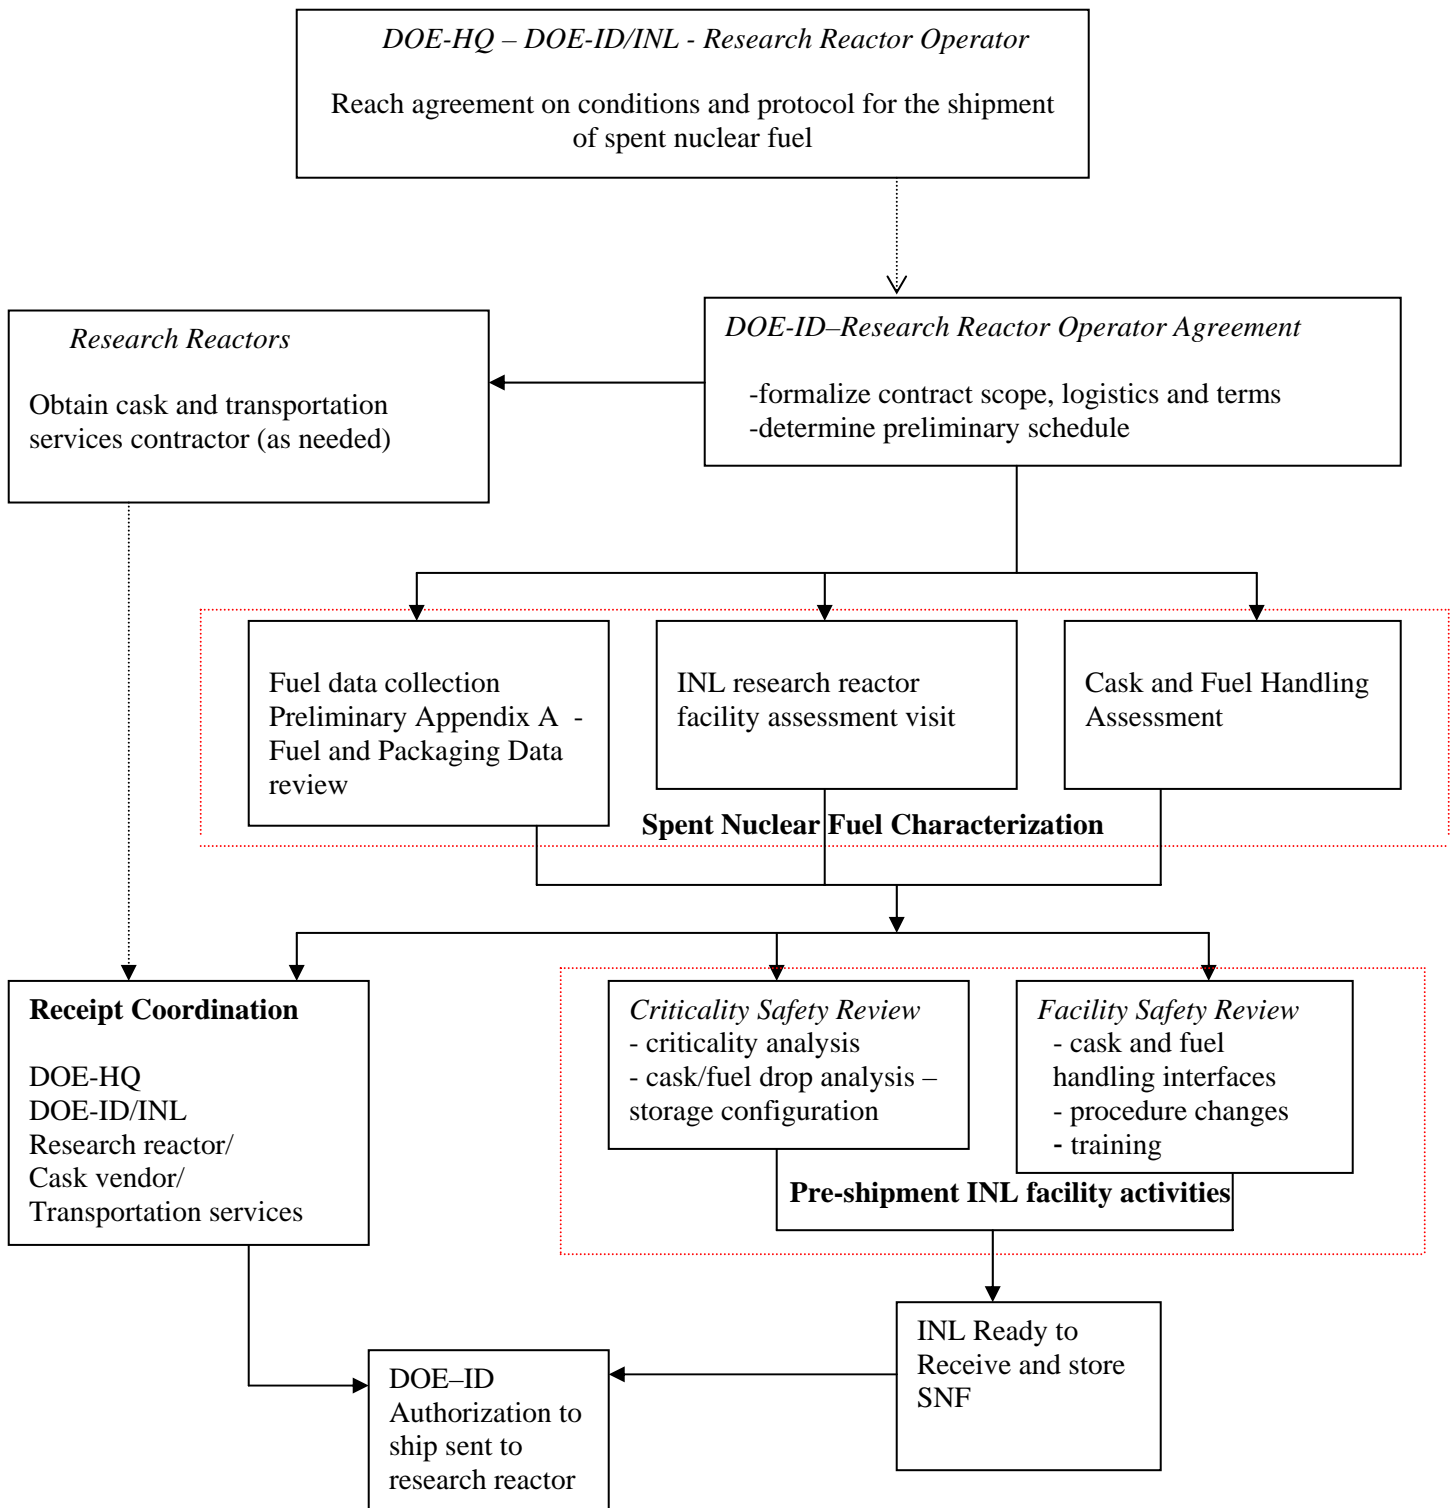 DOE-HQ – DOE-ID/INL - Research Reactor Operator
Reach agreement on conditions and protocol for the shipment
of spent nuclear fuel
Research Reactors
Obtain cask and transportation
services contractor (as needed)
DOE-ID–Research Reactor Operator Agreement
-formalize contract scope, logistics and terms
-determine preliminary schedule
Fuel data collection
Preliminary Appendix A -
Fuel and Packaging Data
review
INL research reactor
facility assessment visit
Cask and Fuel Handling
Assessment
Spent Nuclear Fuel Characterization
Receipt Coordination
DOE-HQ
DOE-ID/INL
Research reactor/
Cask vendor/
Transportation services
Criticality Safety Review
- criticality analysis
- cask/fuel drop analysis –
storage configuration
Facility Safety Review
- cask and fuel
handling interfaces
- procedure changes
- training
Pre-shipment INL facility activities
INL Ready to
Receive and store
SNF
DOE–ID
Authorization to
ship sent to
research reactor